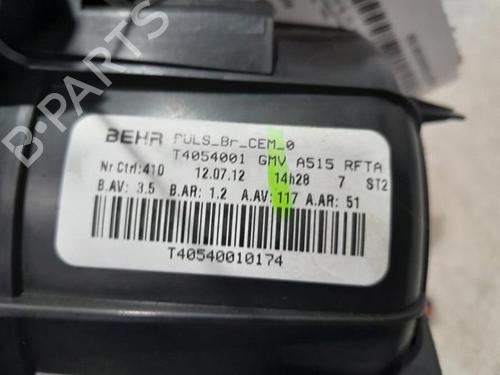 BEHR PULS_Br_CEM_0
T4054001 GMV A515 RFTA
Nr Ctrl:410 12.07.12 14h28 7 ST2
B.AV: 3.5 B.AR: 1.2 A.AV: 117 A.AR: 51
T40540010174